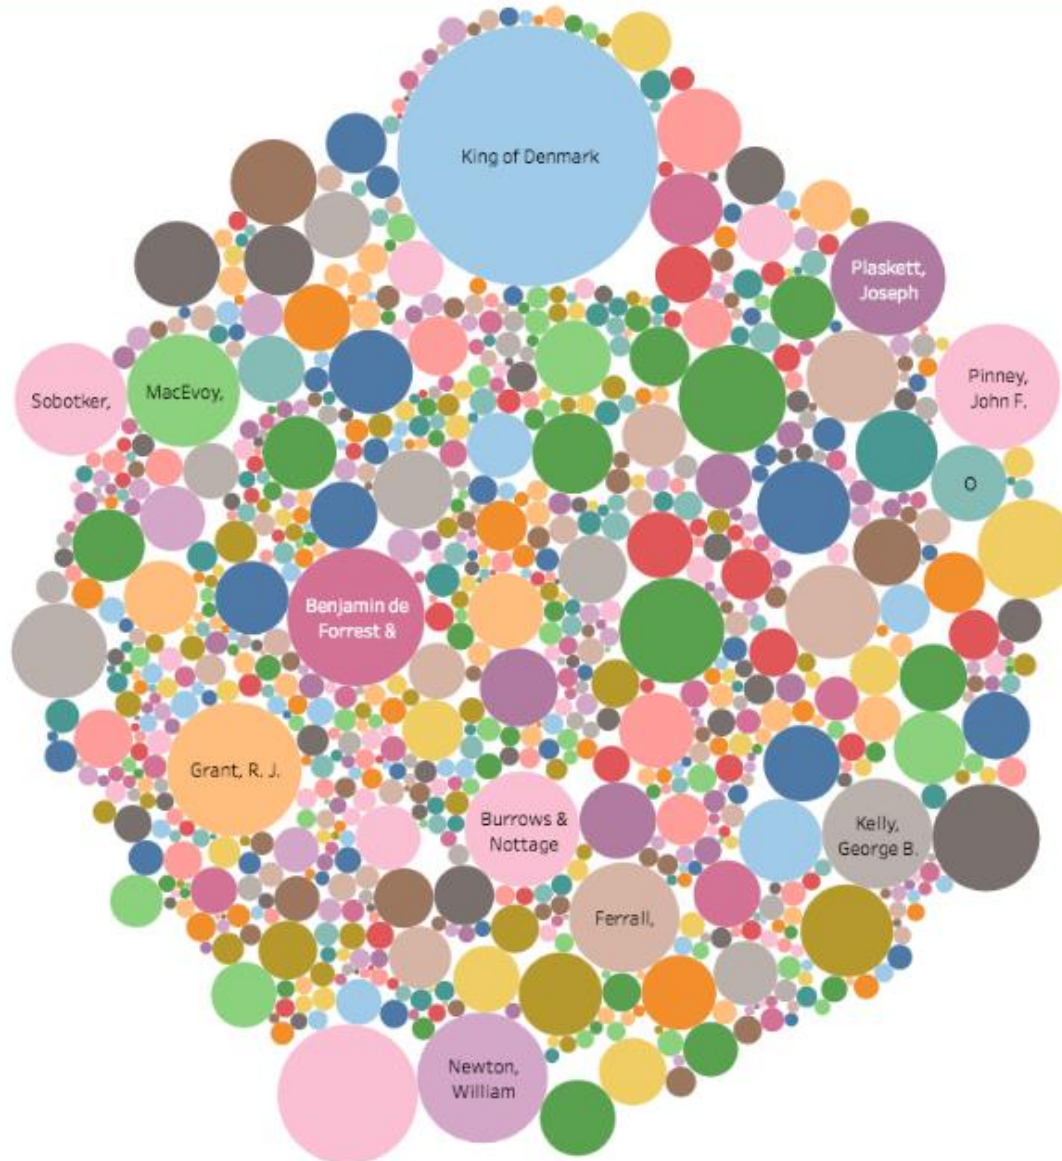 King of Denmark
Plaskett,
Joseph
Pinney,
John F.
Sobotker,
MacEvoy,
O
Benjamin de
Forrest &
Grant, R. J.
Burrows &
Nottage
Kelly,
George B.
Ferrall,
Newton,
William